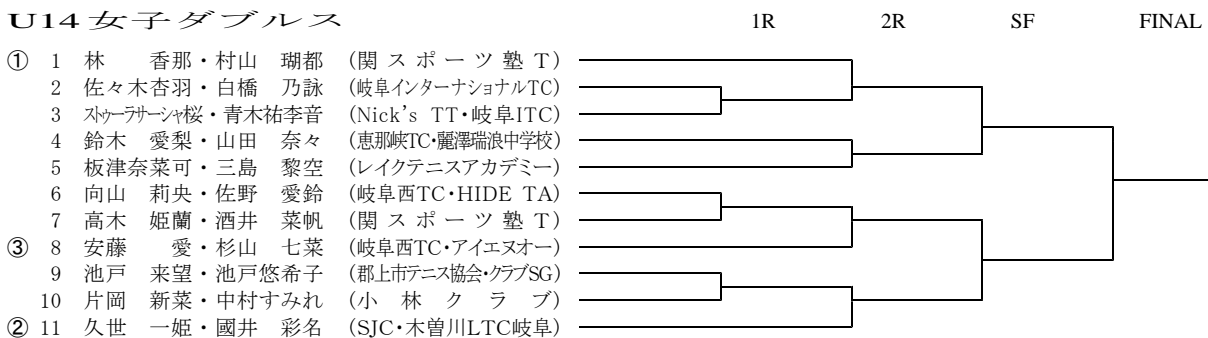 U14女子ダブルス 1R 2R SF FINAL
① 1 林 香那・村山 瑚都 (関スポーツ塾T)
2 佐々木杏羽・白橋 乃詠 (岐阜インターナショナルTC)
3 ストゥーラサーシャ桜・青木祐李音 (Nick's TT・岐阜ITC)
4 鈴木 愛梨・山田 奈々 (恵那峡TC・麗澤瑞浪中学校)
5 板津奈菜可・三島 黎空 (レイクテニスアカデミー)
6 向山 莉央・佐野 愛鈴 (岐阜西TC・HIDE TA)
7 高木 姫蘭・酒井 菜帆 (関スポーツ塾T)
③ 8 安藤 愛・杉山 七菜 (岐阜西TC・アイエヌオー)
9 池戸 来望・池戸悠希子 (郡上市テニス協会・クラブSG)
10 片岡 新菜・中村すみれ (小林クラブ)
② 11 久世 一姫・國井 彩名 (SJC・木曽川LTC岐阜)